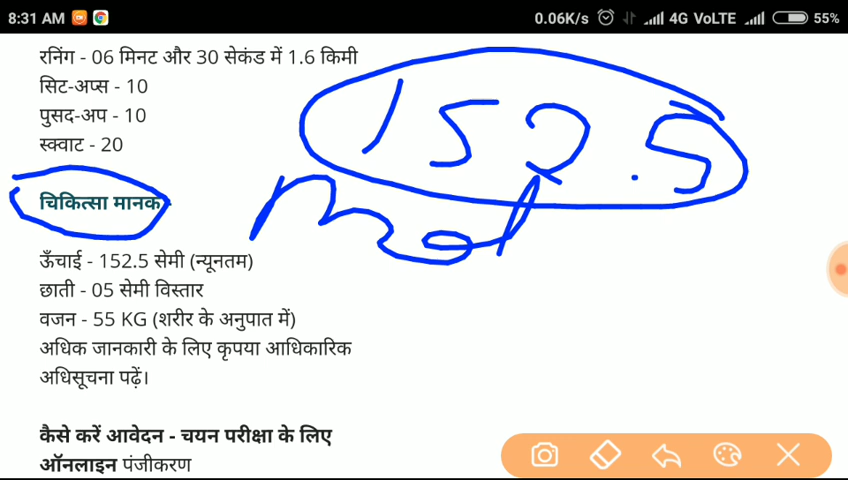 8:31 AM 0.06K/s 4G VoLTE 55%
रनिंग - 06 मिनट और 30 सेकंड में 1.6 किमी
सिट-अप्स - 10
पुसद-अप - 10
स्क्वाट - 20
152.5
चिकित्सा मानक-
ऊँचाई - 152.5 सेमी (न्यूनतम)
छाती - 05 सेमी विस्तार
वजन - 55 KG (शरीर के अनुपात में)
अधिक जानकारी के लिए कृपया आधिकारिक
अधिसूचना पढ़ें।
कैसे करें आवेदन - चयन परीक्षा के लिए
ऑनलाइन पंजीकरण